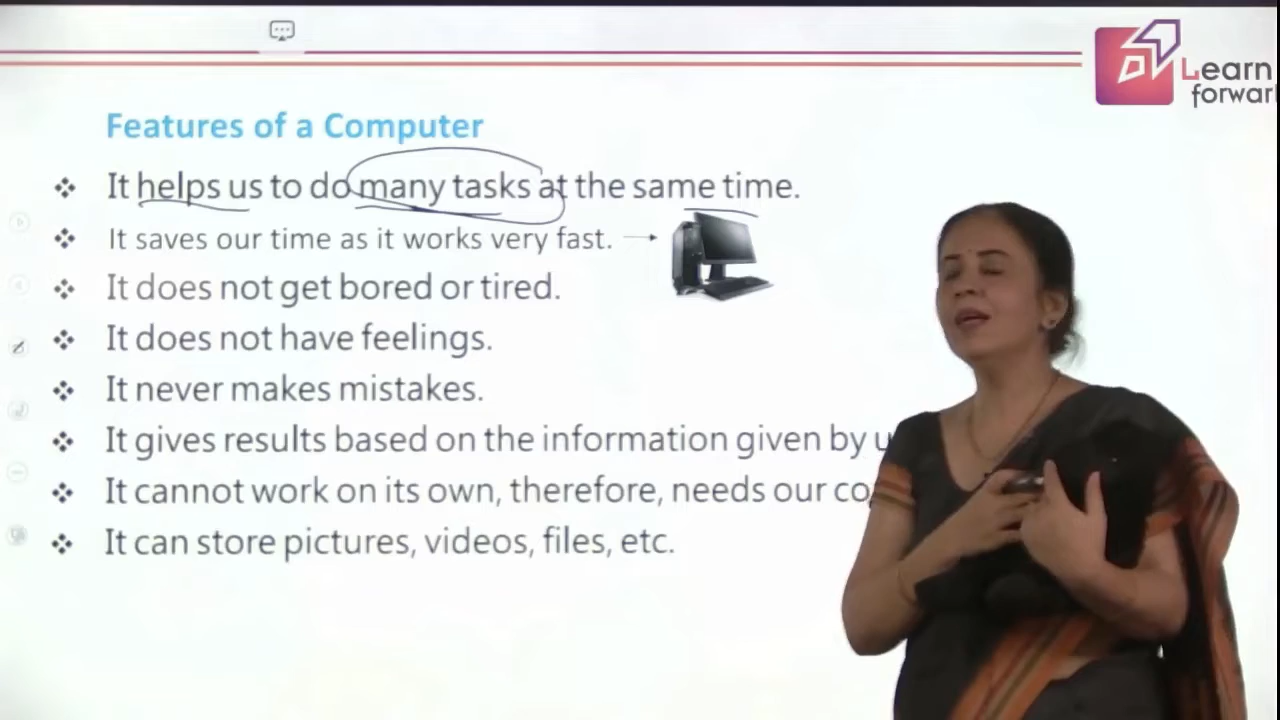 Learn
forward
Features of a Computer
It helps us to do many tasks at the same time.
It saves our time as it works very fast.
It does not get bored or tired.
It does not have feelings.
It never makes mistakes.
It gives results based on the information given by
It cannot work on its own, therefore, needs our
It can store pictures, videos, files, etc.